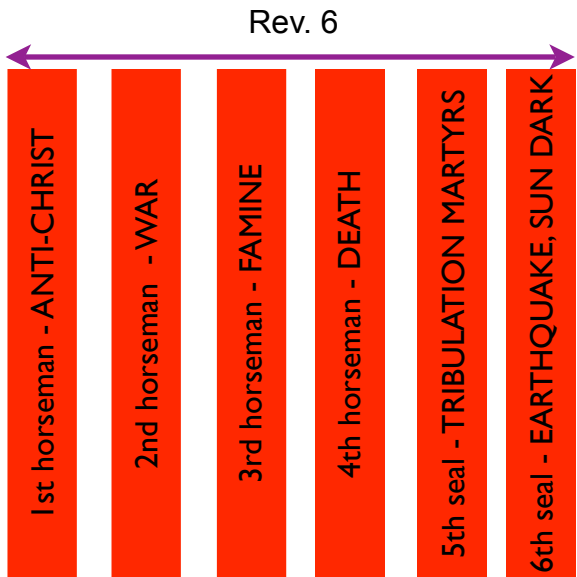 Rev. 6
1st horseman - ANTI-CHRIST
2nd horseman - WAR
3rd horseman - FAMINE
4th horseman - DEATH
5th seal - TRIBULATION MARTYRS
6th seal - EARTHQUAKE, SUN DARK